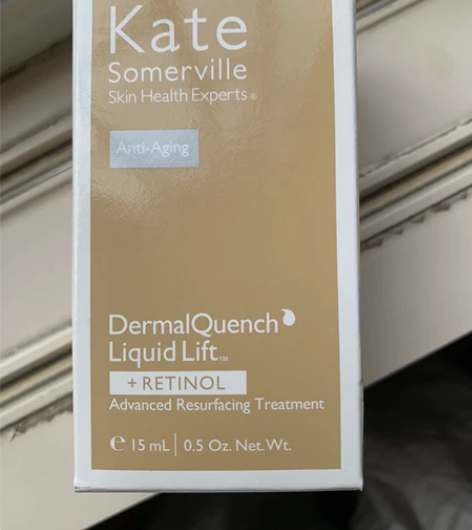 Kate
Somerville
Skin Health Experts®
Anti-Aging
DermalQuench
Liquid Lift™
+ RETINOL
Advanced Resurfacing Treatment
℮ 15 mL | 0.5 Oz. Net. Wt.